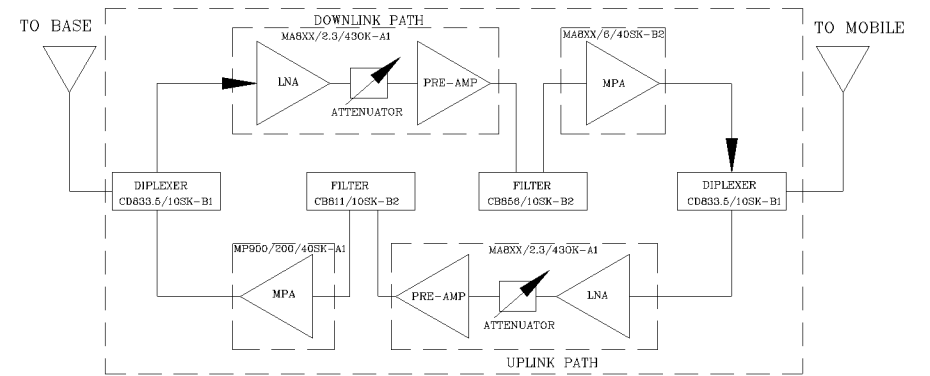 DOWNLINK PATH
TO BASE
TO MOBILE
MA8XX/2.3/430K-A1
MA8XX/6/40SK-B2
LNA
PRE-AMP
MPA
ATTENUATOR
DIPLEXER
CD833.5/10SK-B1
FILTER
CB811/10SK-B2
FILTER
CB856/10SK-B2
DIPLEXER
CD833.5/10SK-B1
MP900/200/40SK-A1
MA8XX/2.3/430K-A1
MPA
PRE-AMP
LNA
ATTENUATOR
UPLINK PATH